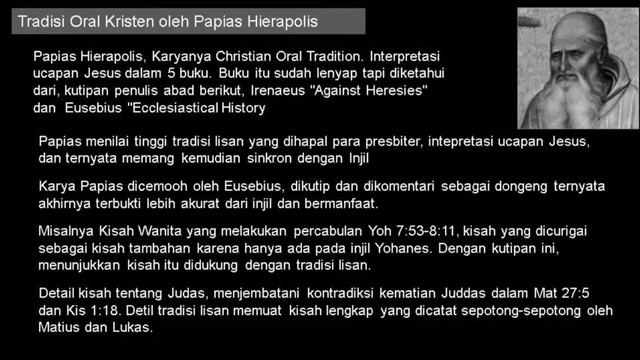 Tradisi Oral Kristen oleh Papias Hierapolis
Papias Hierapolis, Karyanya Christian Oral Tradition. Interpretasi
ucapan Jesus dalam 5 buku. Buku itu sudah lenyap tapi diketahui
dari, kutipan penulis abad berikut, Irenaeus "Against Heresies"
dan Eusebius "Ecclesiastical History
Papias menilai tinggi tradisi lisan yang dihapal para presbiter, intepretasi ucapan Jesus,
dan ternyata memang kemudian sinkron dengan Injil
Karya Papias dicemooh oleh Eusebius, dikutip dan dikomentari sebagai dongeng ternyata
akhirnya terbukti lebih akurat dari injil dan bermanfaat.
Misalnya Kisah Wanita yang melakukan percabulan Yoh 7:53-8:11, kisah yang dicurigai
sebagai kisah tambahan karena hanya ada pada injil Yohanes. Dengan kutipan ini,
menunjukkan kisah itu didukung dengan tradisi lisan.
Detail kisah tentang Judas, menjembatani kontradiksi kematian Juddas dalam Mat 27:5
dan Kis 1:18. Detil tradisi lisan memuat kisah lengkap yang dicatat sepotong-sepotong oleh
Matius dan Lukas.